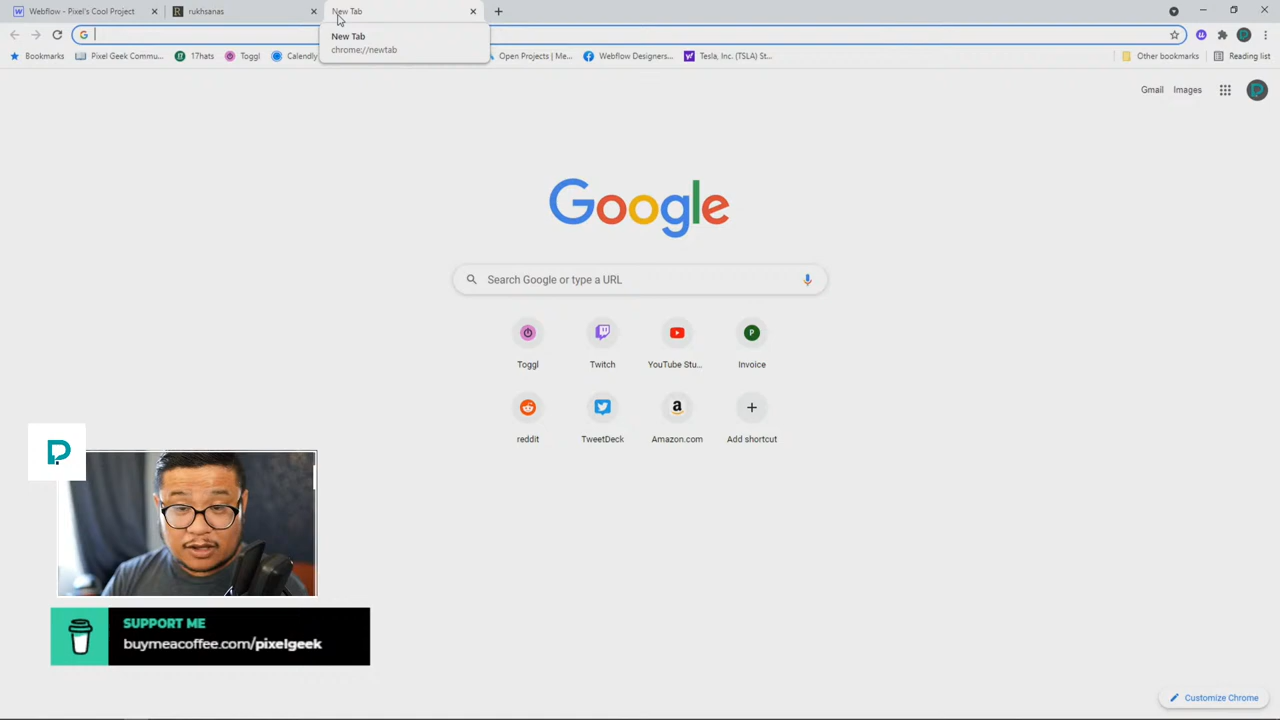 Webflow - Pixel's Cool Project
rukhsanas
New Tab
New Tab
chrome://newtab
Bookmarks
Pixel Geek Commu...
17hats
Toggl
Calendly
Open Projects | Me...
Webflow Designers...
Tesla, Inc. (TSLA) St...
Other bookmarks
Reading list
Gmail
Images
Google
Search Google or type a URL
Toggl
Twitch
YouTube Stu...
Invoice
reddit
TweetDeck
Amazon.com
Add shortcut
SUPPORT ME
buymeacoffee.com/pixelgeek
Customize Chrome